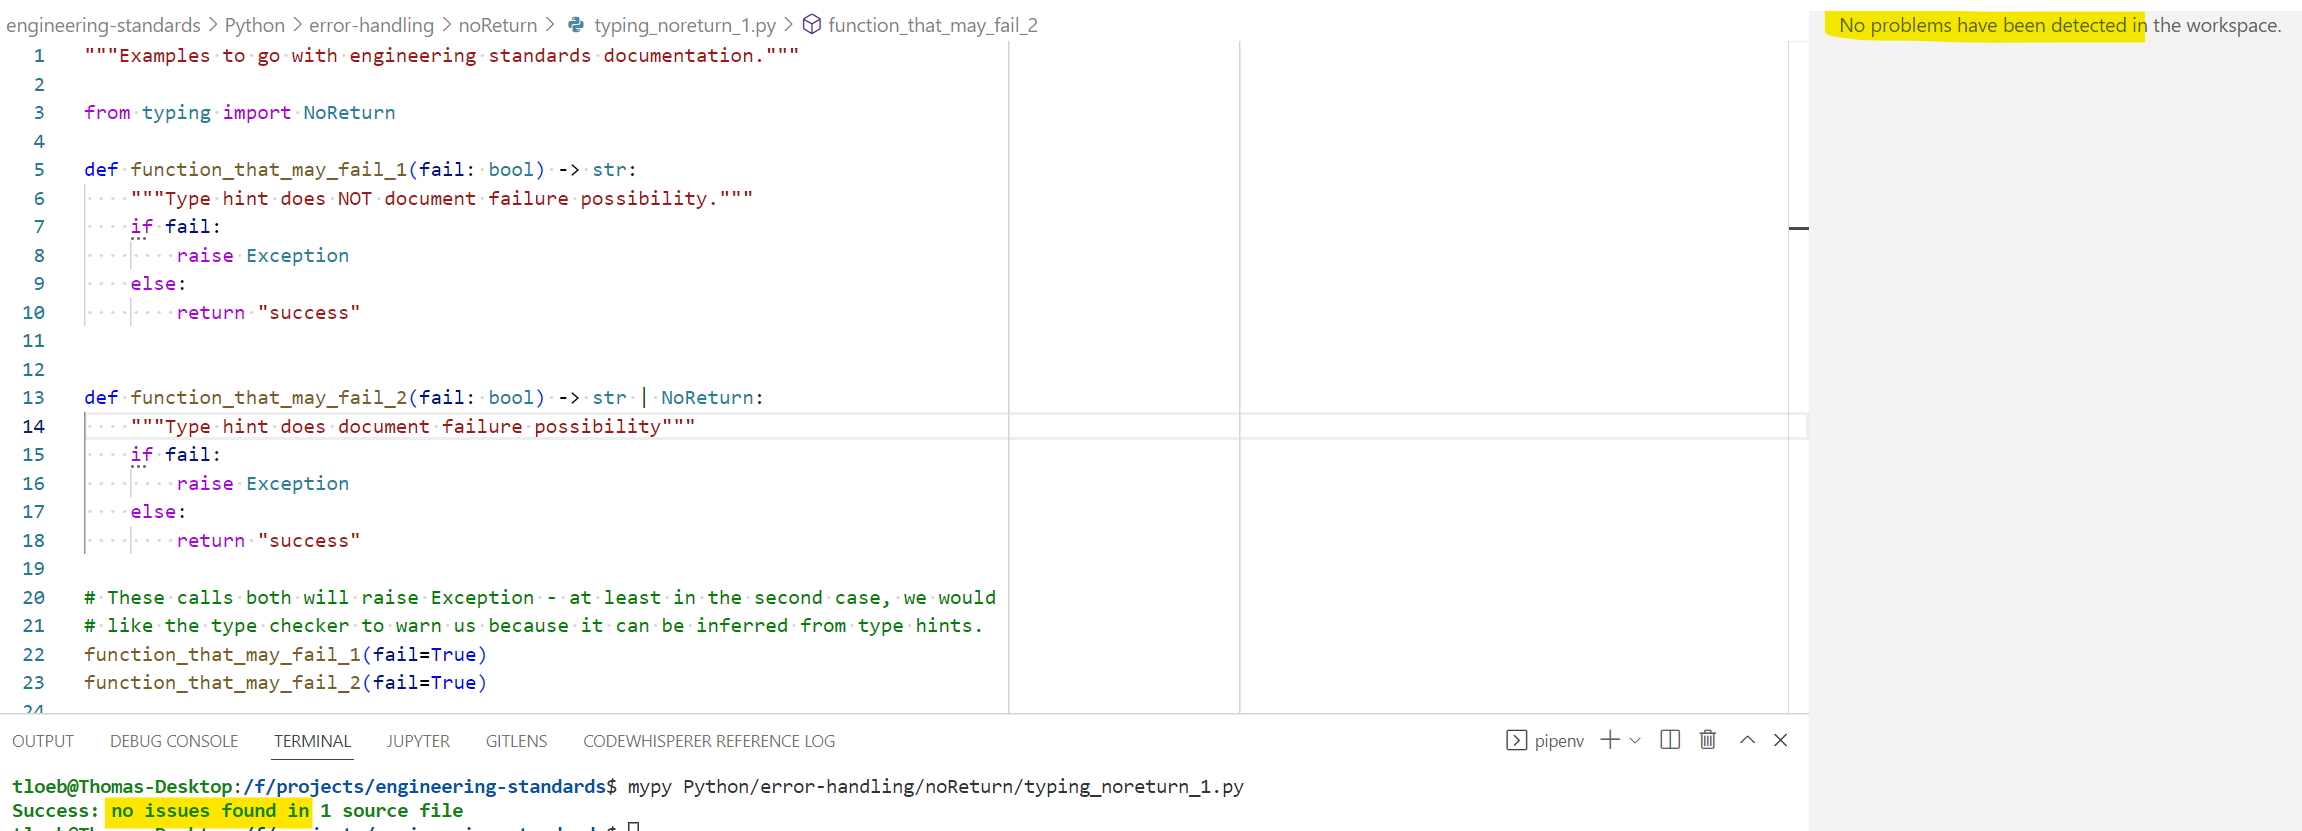 engineering-standards > Python > error-handling > noReturn > typing_noreturn_1.py > function_that_may_fail_2
No problems have been detected in the workspace.
1 """Examples to go with engineering standards documentation."""
2
3 from typing import NoReturn
4
5 def function_that_may_fail_1(fail: bool) -> str:
6     """Type hint does NOT document failure possibility."""
7     if fail:
8         raise Exception
9     else:
10         return "success"
11
12
13 def function_that_may_fail_2(fail: bool) -> str | NoReturn:
14     """Type hint does document failure possibility"""
15     if fail:
16         raise Exception
17     else:
18         return "success"
19
20 # These calls both will raise Exception - at least in the second case, we would
21 # like the type checker to warn us because it can be inferred from type hints.
22 function_that_may_fail_1(fail=True)
23 function_that_may_fail_2(fail=True)
24
OUTPUT DEBUG CONSOLE TERMINAL JUPYTER GITLENS CODEWHISPERER REFERENCE LOG pipenv
tloeb@Thomas-Desktop:/f/projects/engineering-standards$ mypy Python/error-handling/noReturn/typing_noreturn_1.py
Success: no issues found in 1 source file